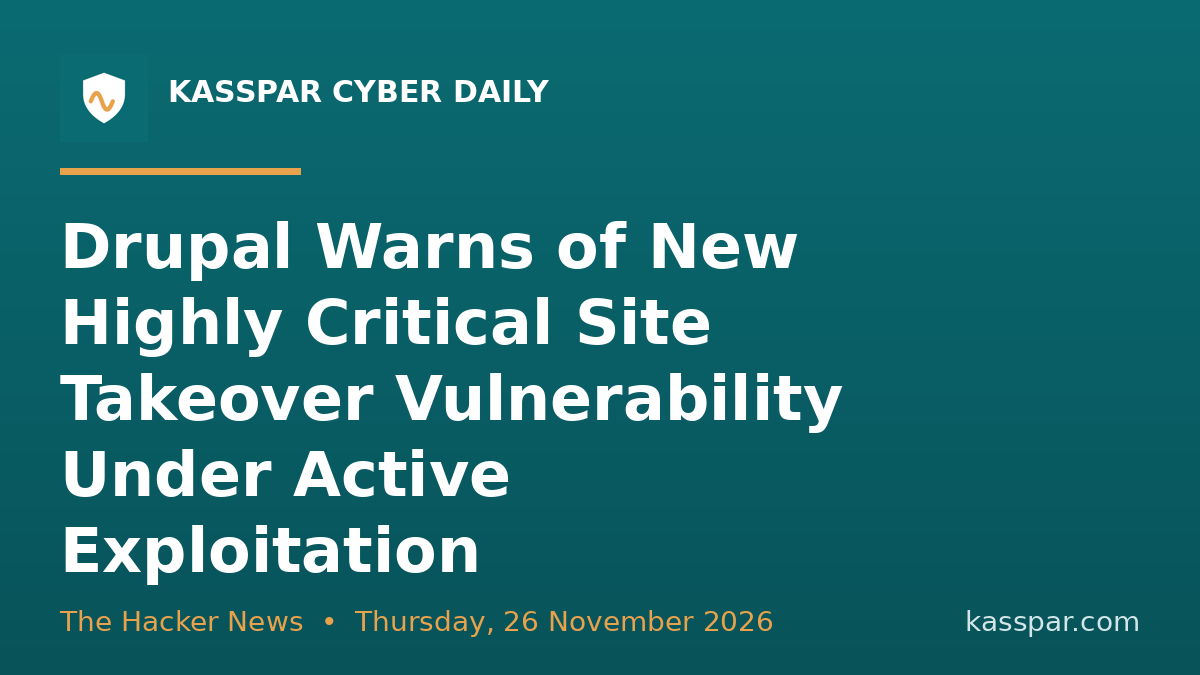 KASSPAR CYBER DAILY
Drupal Warns of New
Highly Critical Site
Takeover Vulnerability
Under Active
Exploitation
The Hacker News • Thursday, 26 November 2026
kasspar.com